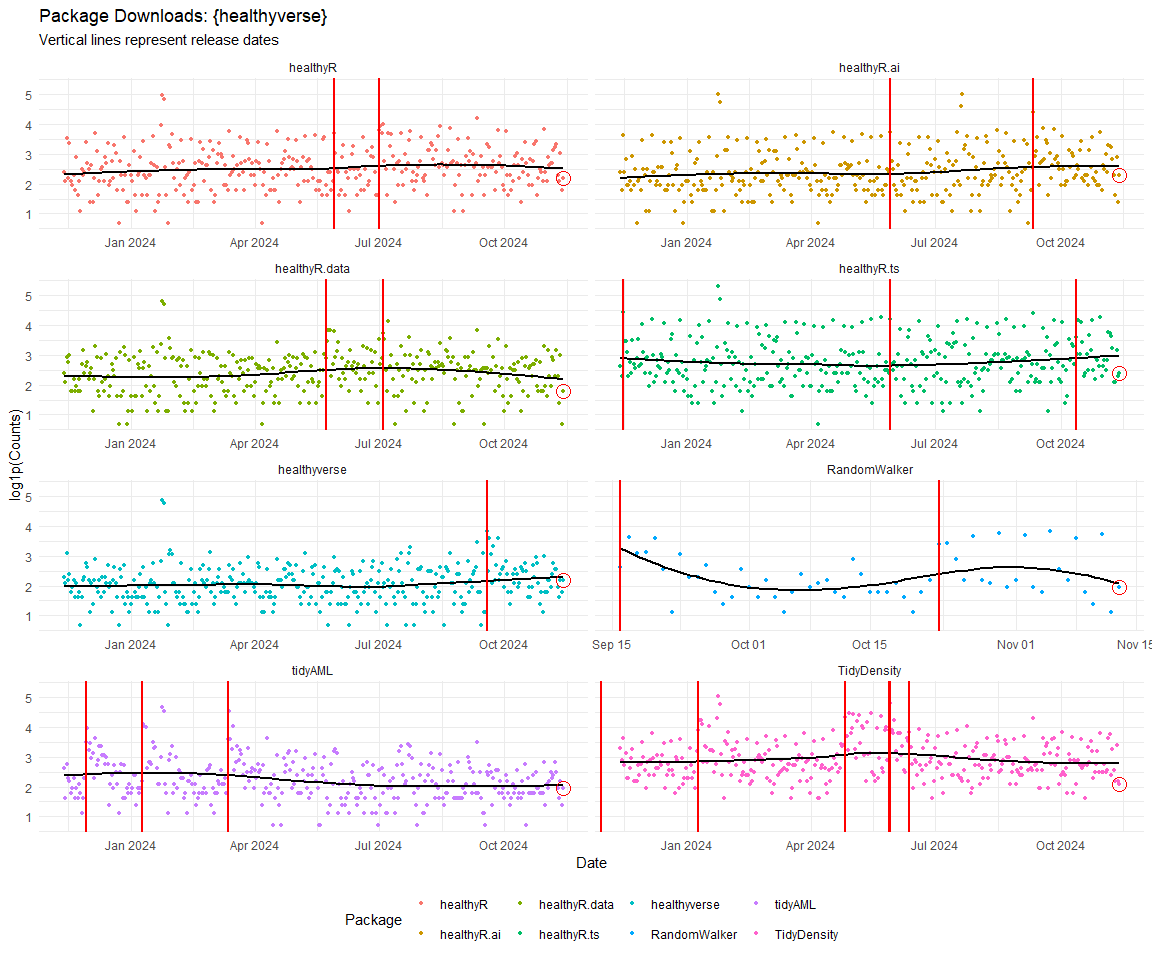 Package Downloads: {healthyverse}
Vertical lines represent release dates
healthyR
healthyR.ai
5
4
3
2
1
Jan 2024 Apr 2024 Jul 2024 Oct 2024
Jan 2024 Apr 2024 Jul 2024 Oct 2024
healthyR.data
healthyR.ts
5
4
3
2
1
Jan 2024 Apr 2024 Jul 2024 Oct 2024
Jan 2024 Apr 2024 Jul 2024 Oct 2024
log1p(Counts)
healthyverse
RandomWalker
5
4
3
2
1
Jan 2024 Apr 2024 Jul 2024 Oct 2024
Sep 15 Oct 01 Oct 15 Nov 01 Nov 15
tidyAML
TidyDensity
5
4
3
2
1
Jan 2024 Apr 2024 Jul 2024 Oct 2024
Jan 2024 Apr 2024 Jul 2024 Oct 2024
Date
Package
healthyR healthyR.data healthyverse tidyAML
healthyR.ai healthyR.ts RandomWalker TidyDensity